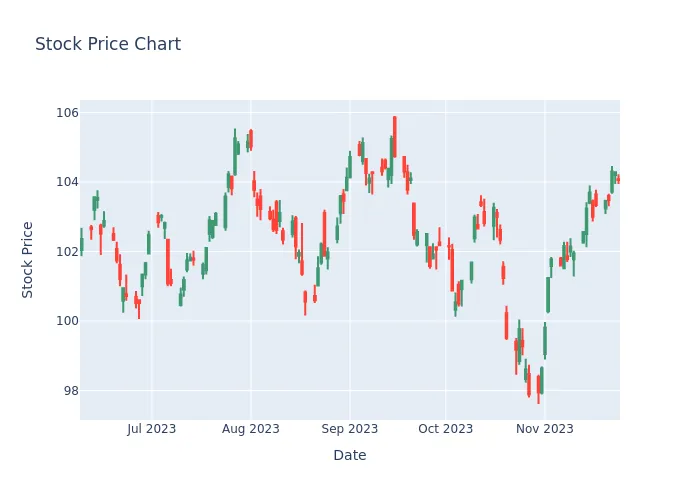 Stock Price Chart
106
104
102
100
98
Stock Price
Jul 2023
Aug 2023
Sep 2023
Oct 2023
Nov 2023
Date